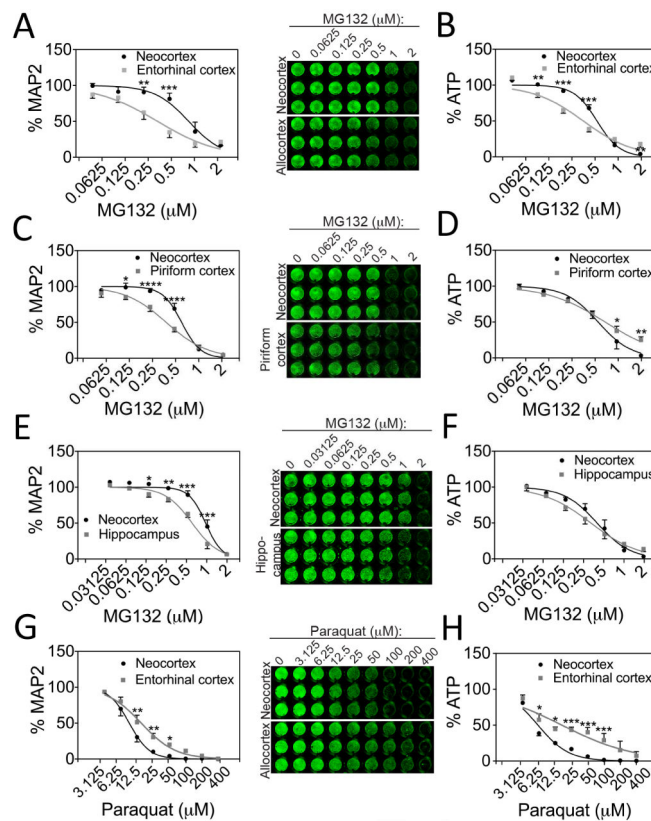 A
% MAP2
150
100
50
0
Neocortex
Entorhinal cortex
**
***
0.0625
0.125
0.25
0.5
1
2
MG132 (µM)
MG132 (µM):
0
0.0625
0.125
0.25
0.5
1
2
Neocortex
Allocortex
B
% ATP
150
100
50
0
Neocortex
Entorhinal cortex
**
***
***
**
0.0625
0.125
0.25
0.5
1
2
MG132 (µM)
C
% MAP2
150
100
50
0
Neocortex
Piriform cortex
*
****
****
0.0625
0.125
0.25
0.5
1
2
MG132 (µM)
MG132 (µM):
0
0.0625
0.125
0.25
0.5
1
2
Neocortex
Piriform
cortex
D
% ATP
150
100
50
0
Neocortex
Piriform cortex
*
**
0.0625
0.125
0.25
0.5
1
2
MG132 (µM)
E
% MAP2
150
100
50
0
*
**
***
***
Neocortex
Hippocampus
0.03125
0.0625
0.125
0.25
0.5
1
2
MG132 (µM)
MG132 (µM):
0
0.03125
0.0625
0.125
0.25
0.5
1
2
Neocortex
Hippo-
campus
F
% ATP
150
100
50
0
Neocortex
Hippocampus
0.03125
0.0625
0.125
0.25
0.5
1
2
MG132 (µM)
G
% MAP2
150
100
50
0
Neocortex
Entorhinal cortex
**
**
*
3.125
6.25
12.5
25
50
100
200
400
Paraquat (µM)
Paraquat (µM):
0
3.125
6.25
12.5
25
50
100
200
400
Neocortex
Allocortex
H
% ATP
200
150
100
50
0
Neocortex
Entorhinal cortex
*
*
***
***
***
3.125
6.25
12.5
25
50
100
200
400
Paraquat (µM)